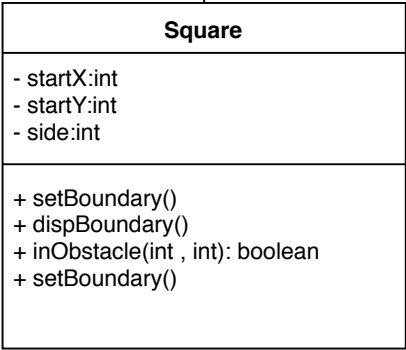 Square
- startX:int
- startY:int
- side:int
+ setBoundary()
+ dispBoundary()
+ inObstacle(int , int): boolean
+ setBoundary()